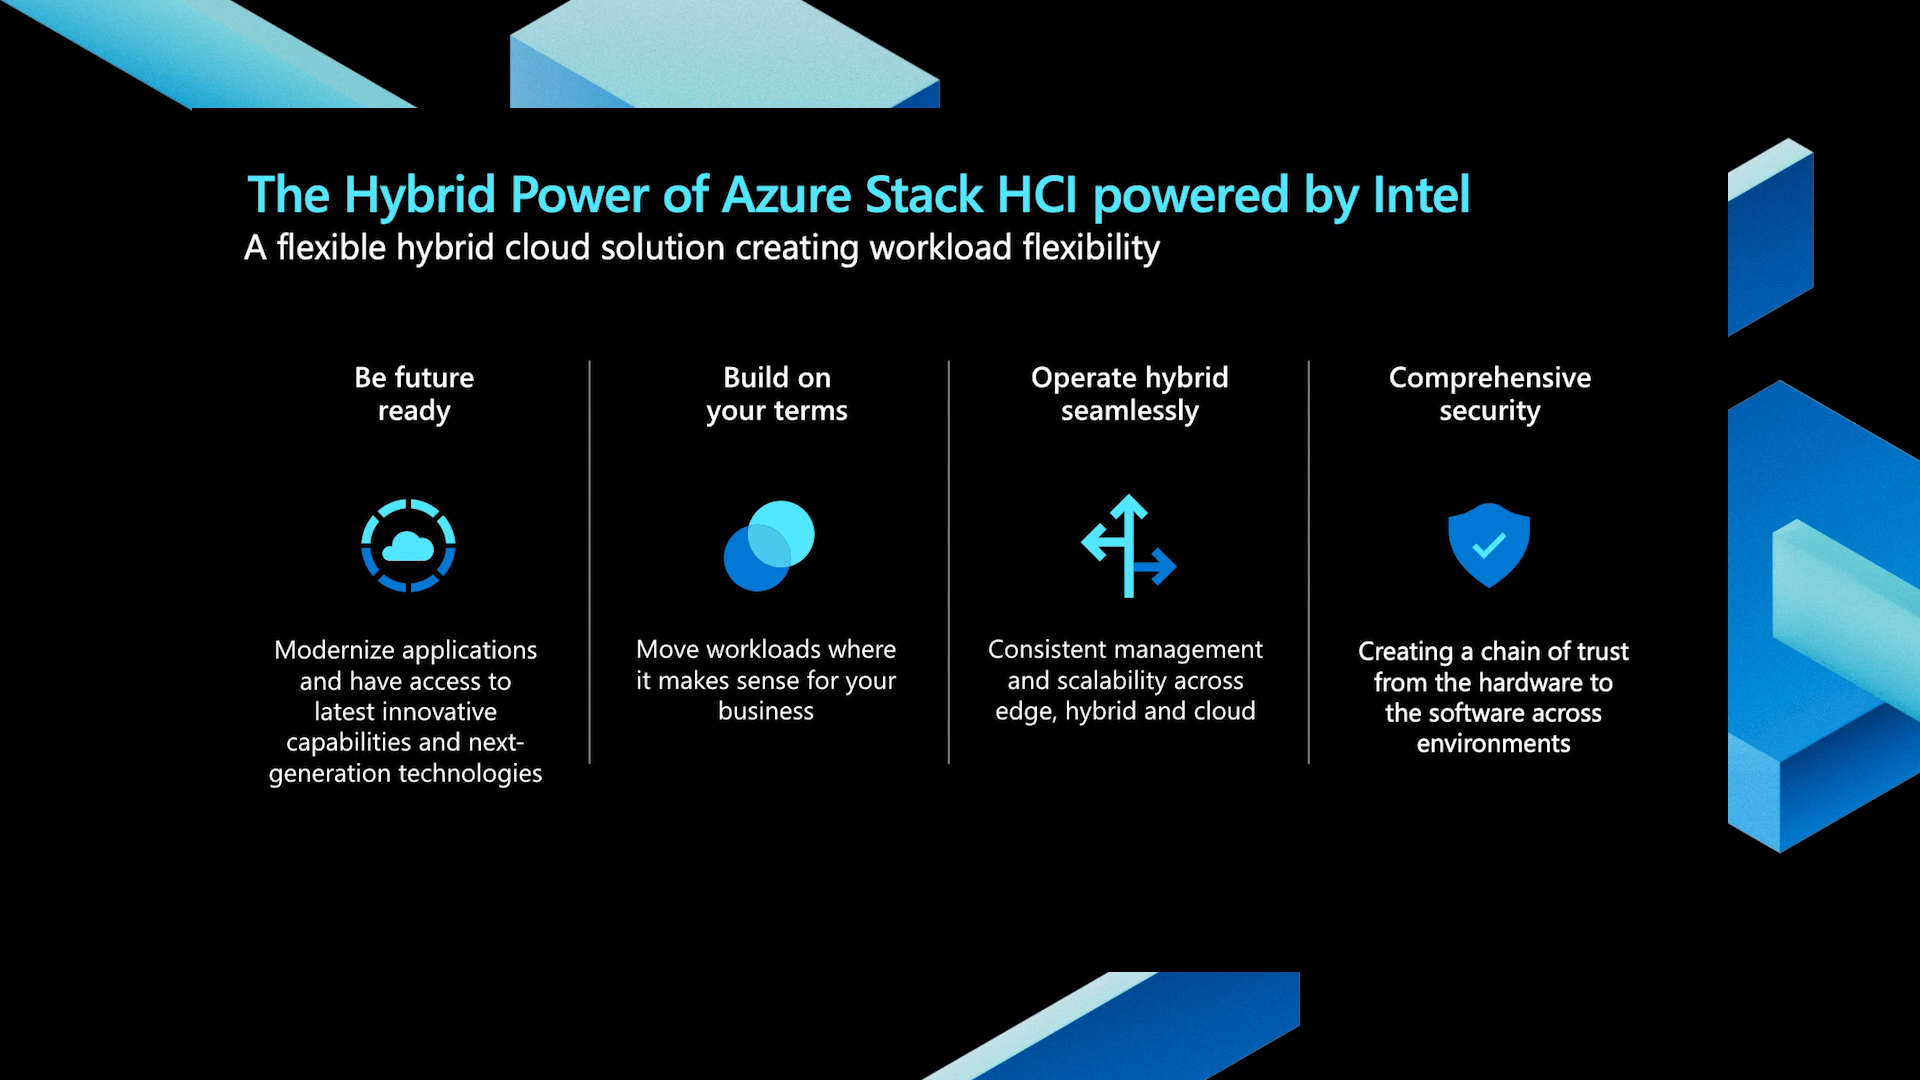 The Hybrid Power of Azure Stack HCI powered by Intel
A flexible hybrid cloud solution creating workload flexibility
Be future
ready
Modernize applications
and have access to
latest innovative
capabilities and next-
generation technologies
Build on
your terms
Move workloads where
it makes sense for your
business
Operate hybrid
seamlessly
Consistent management
and scalability across
edge, hybrid and cloud
Comprehensive
security
Creating a chain of trust
from the hardware to
the software across
environments